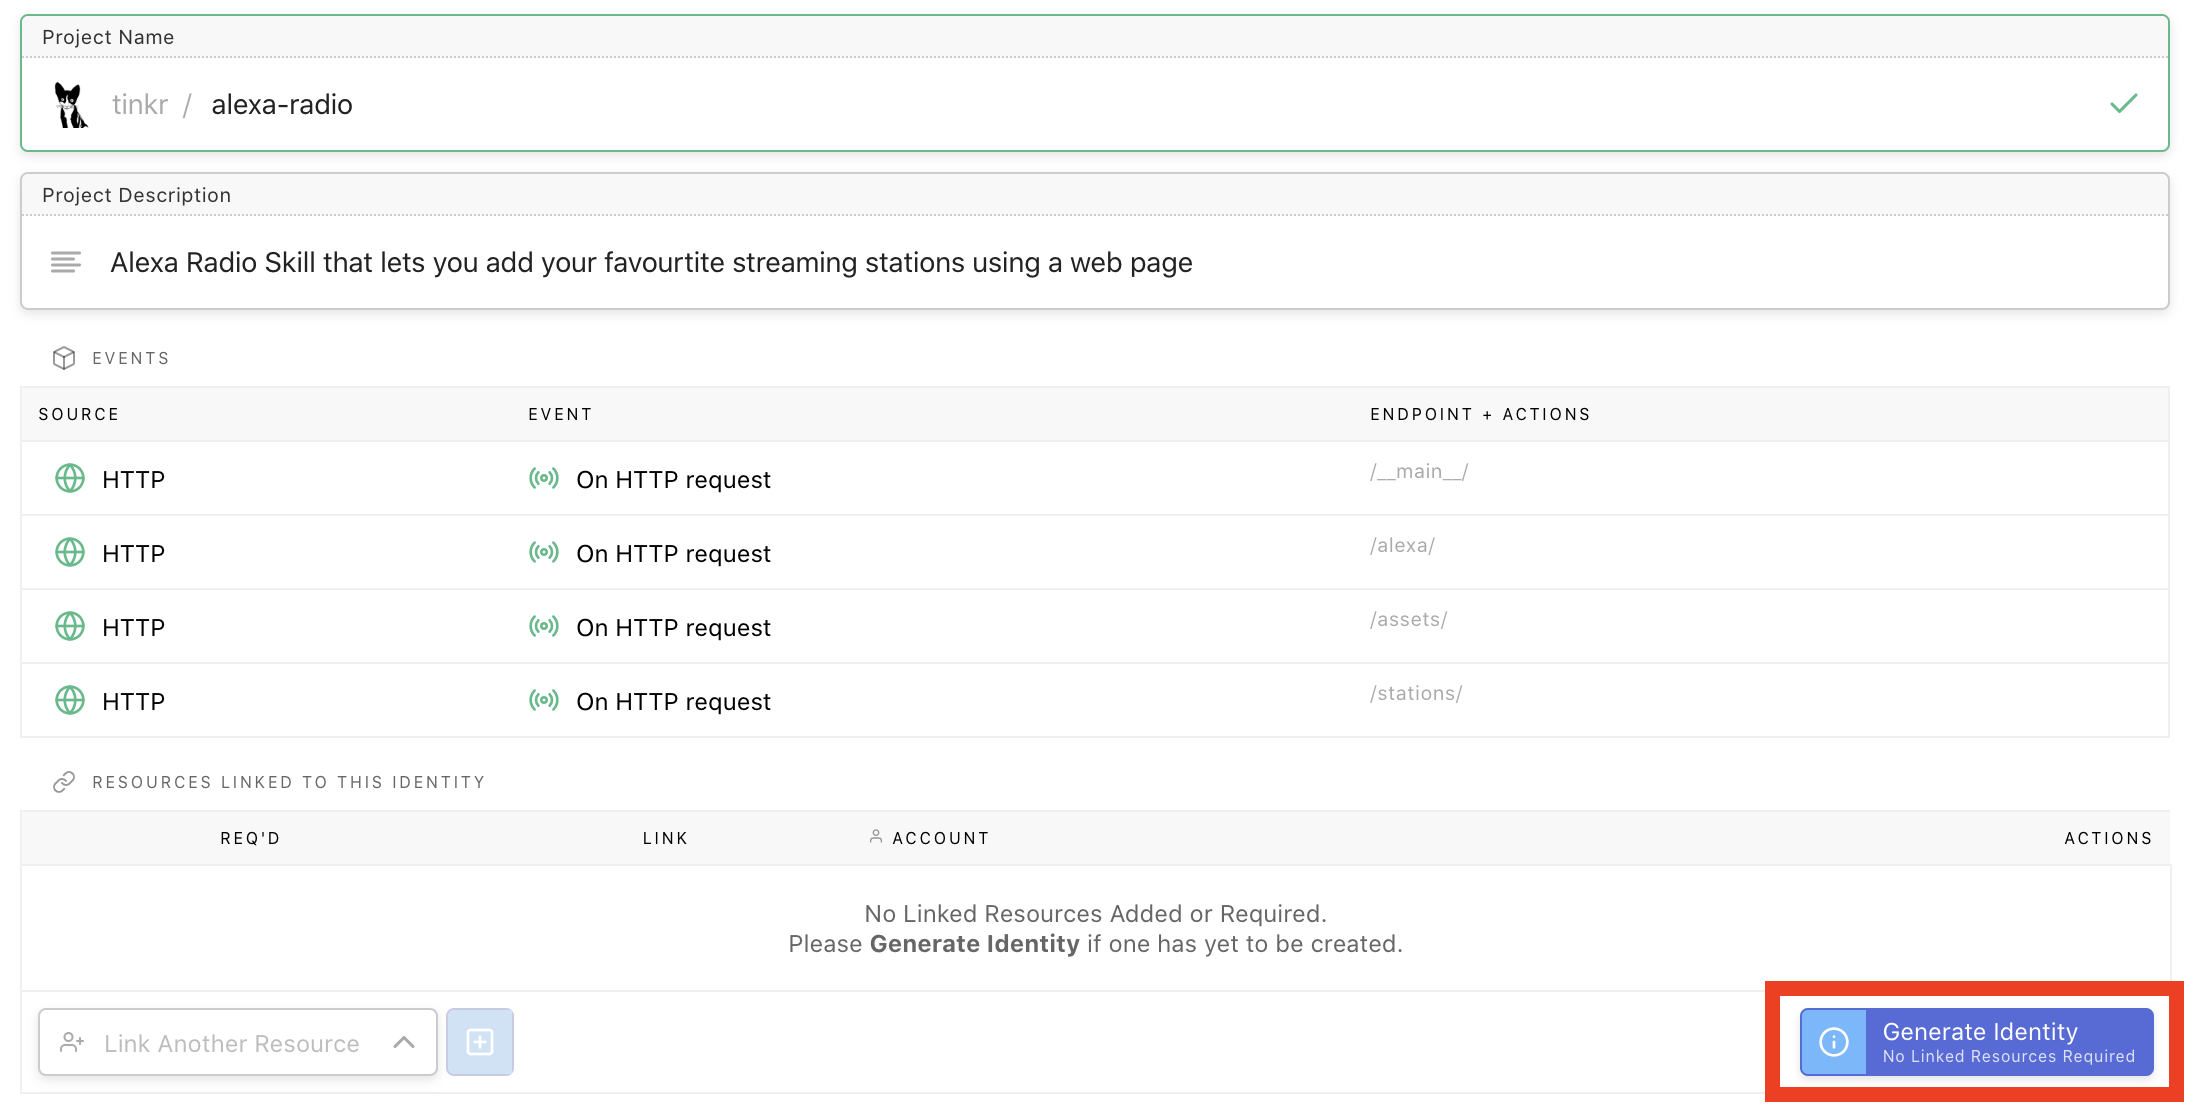 Project Name
tinkr / alexa-radio
Project Description
Alexa Radio Skill that lets you add your favourtite streaming stations using a web page
EVENTS
SOURCE EVENT ENDPOINT + ACTIONS
HTTP On HTTP request /__main__/
HTTP On HTTP request /alexa/
HTTP On HTTP request /assets/
HTTP On HTTP request /stations/
RESOURCES LINKED TO THIS IDENTITY
REQ'D LINK ACCOUNT ACTIONS
No Linked Resources Added or Required.
Please Generate Identity if one has yet to be created.
Link Another Resource
Generate Identity
No Linked Resources Required